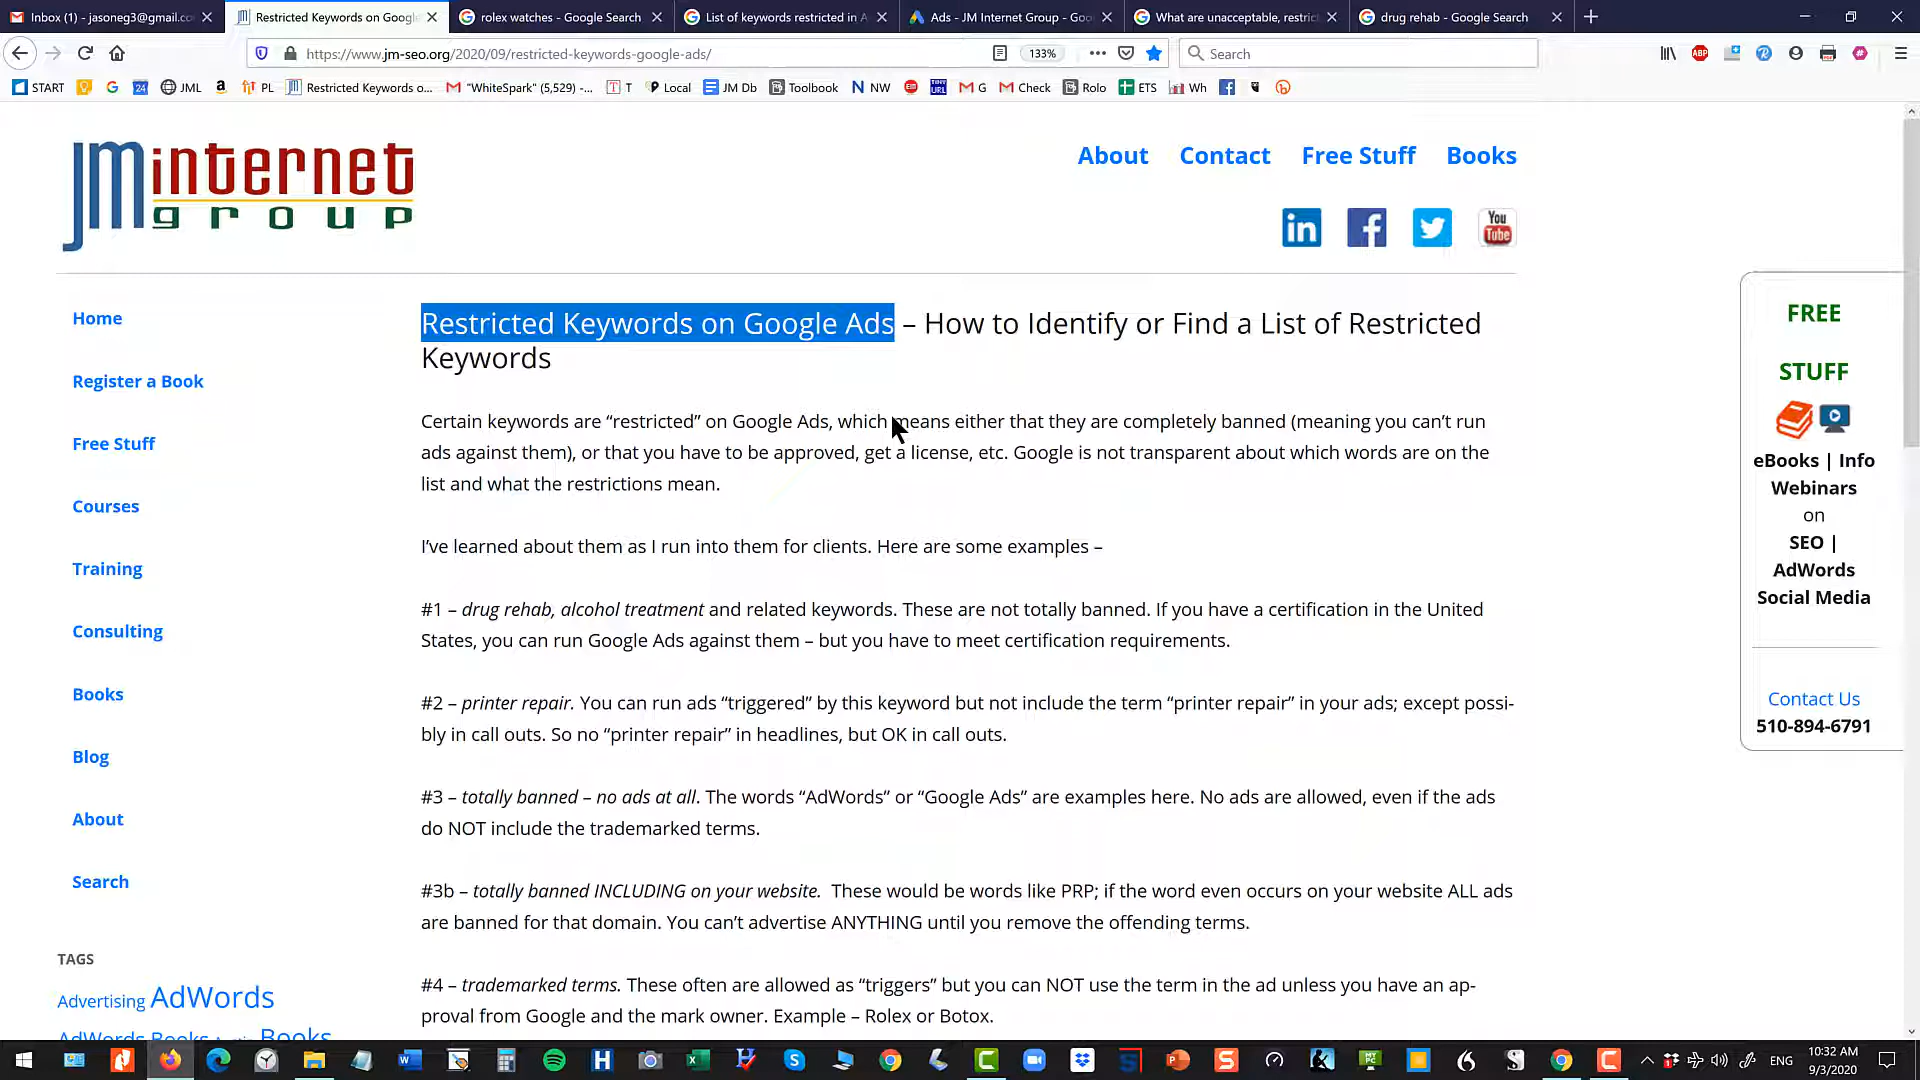 Inbox (1) - jasoneg3@gmail.co
Restricted Keywords on Google
rolex watches - Google Search
List of keywords restricted in A
Ads - JM Internet Group - Goo
What are unacceptable, restric
drug rehab - Google Search
https://www.jm-seo.org/2020/09/restricted-keywords-google-ads/
133%
Search
START
JML
PL
Restricted Keywords o...
"WhiteSpark" (5,529) -...
T
Local
JM Db
Toolbook
NW
G
Check
Rolo
ETS
Wh
JM internet
group
About
Contact
Free Stuff
Books
Home
Register a Book
Free Stuff
Courses
Training
Consulting
Books
Blog
About
Search
TAGS
Advertising AdWords
AdWords Books
Books
Restricted Keywords on Google Ads – How to Identify or Find a List of Restricted
Keywords
Certain keywords are “restricted” on Google Ads, which means either that they are completely banned (meaning you can’t run
ads against them), or that you have to be approved, get a license, etc. Google is not transparent about which words are on the
list and what the restrictions mean.
I’ve learned about them as I run into them for clients. Here are some examples –
#1 – drug rehab, alcohol treatment and related keywords. These are not totally banned. If you have a certification in the United
States, you can run Google Ads against them – but you have to meet certification requirements.
#2 – printer repair. You can run ads “triggered” by this keyword but not include the term “printer repair” in your ads; except possi-
bly in call outs. So no “printer repair” in headlines, but OK in call outs.
#3 – totally banned – no ads at all. The words “AdWords” or “Google Ads” are examples here. No ads are allowed, even if the ads
do NOT include the trademarked terms.
#3b – totally banned INCLUDING on your website. These would be words like PRP; if the word even occurs on your website ALL ads
are banned for that domain. You can’t advertise ANYTHING until you remove the offending terms.
#4 – trademarked terms. These often are allowed as “triggers” but you can NOT use the term in the ad unless you have an ap-
proval from Google and the mark owner. Example – Rolex or Botox.
FREE
STUFF
eBooks | Info
Webinars
on
SEO |
AdWords
Social Media
Contact Us
510-894-6791
ENG
10:32 AM
9/3/2020